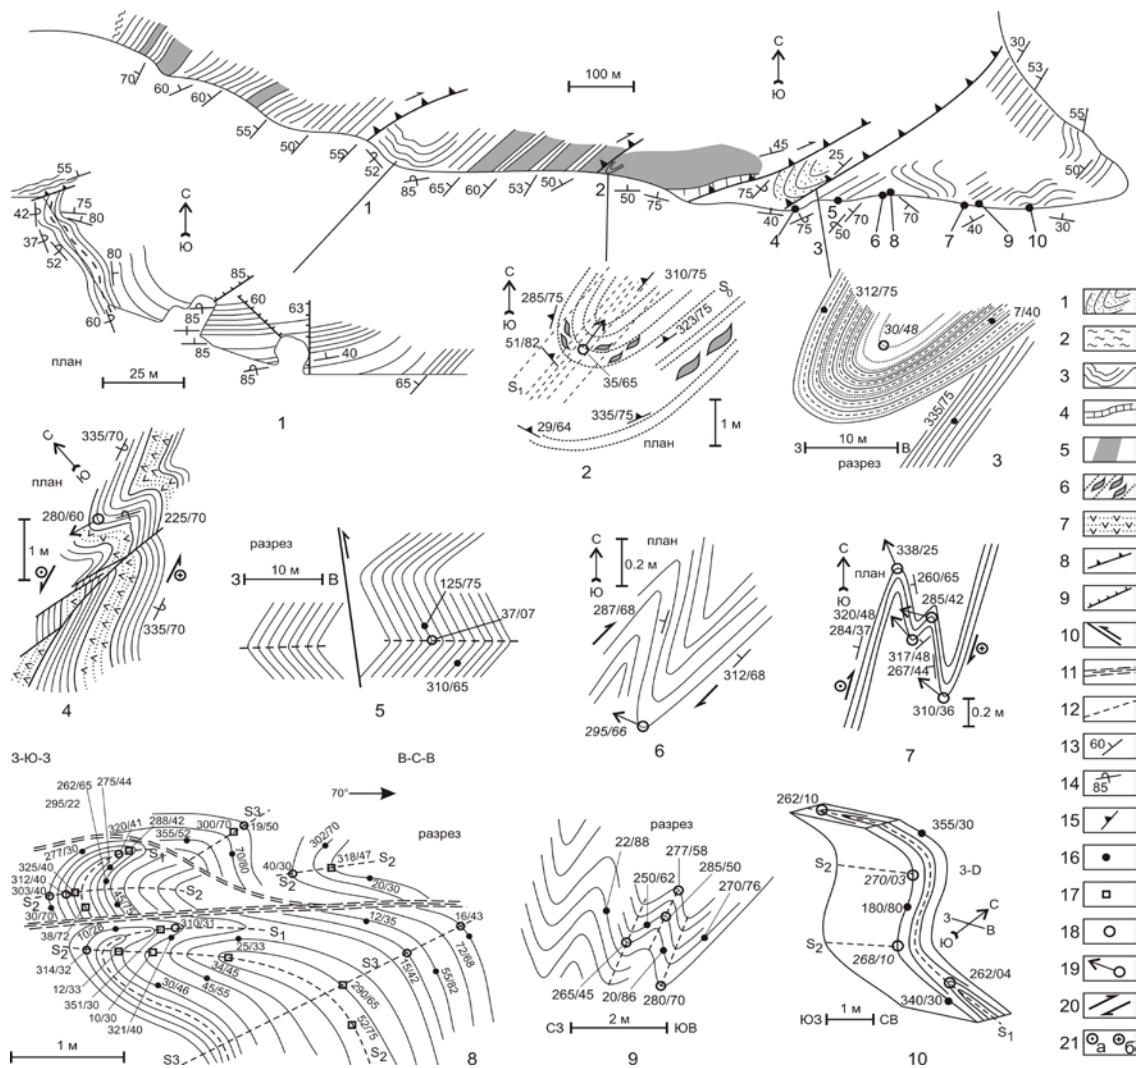 С
Ю
100 м
30
53
55
50
70
60
60
55
50
55
52
85
65
60
53
50
2
50
75
45
25
75
40
75
50
70
70
40
30
1
4
3
5
6
8
7
9
10
55
42
37
52
60
75
80
80
С
Ю
85
60
63
85
85
85
40
65
план
25 м
1
С
Ю
310/75
285/75
S0
323/75
51/82
35/65
S1
335/75
29/64
план
1 м
2
312/75
7/40
30/48
335/75
З 10 м В
разрез
3
С
Ю
план
335/70
280/60
225/70
1 м
335/70
4
разрез
З 10 м В
125/75
37/07
310/65
5
С
Ю
план
0.2 м
287/68
312/68
295/66
6
С
Ю
план
338/25
260/65
285/42
320/48
284/37
317/48
267/44
310/36
0.2 м
7
З-Ю-З
В-С-В
70°
разрез
275/44
262/65
295/22
320/41
288/42
355/52
300/70
S3
19/50
277/30
325/40
312/40
303/40
S1
S2
S2
30/70
45/75
70/80
302/70
318/47
S2
40/30
S2
20/30
38/72
10/28
310/31
S1
12/35
16/43
S2
25/33
314/32
34/45
S3
15/42
72/68
12/33
351/30
10/30
321/40
30/46
45/55
290/65
55/82
52/75
S2
S3
1 м
8
разрез
22/88
277/58
250/62
285/50
270/76
265/45
20/86
280/70
СЗ 2 м ЮВ
9
262/10
355/30
3-D
S2
270/03
С
З
В
Ю
180/80
S2
268/10
262/04
340/30
S1
1 м
ЮЗ СВ
10
1
2
3
4
5
6
7
8
9
10
11
12
13 60
14 85
15
16
17
18
19
20
21 а б